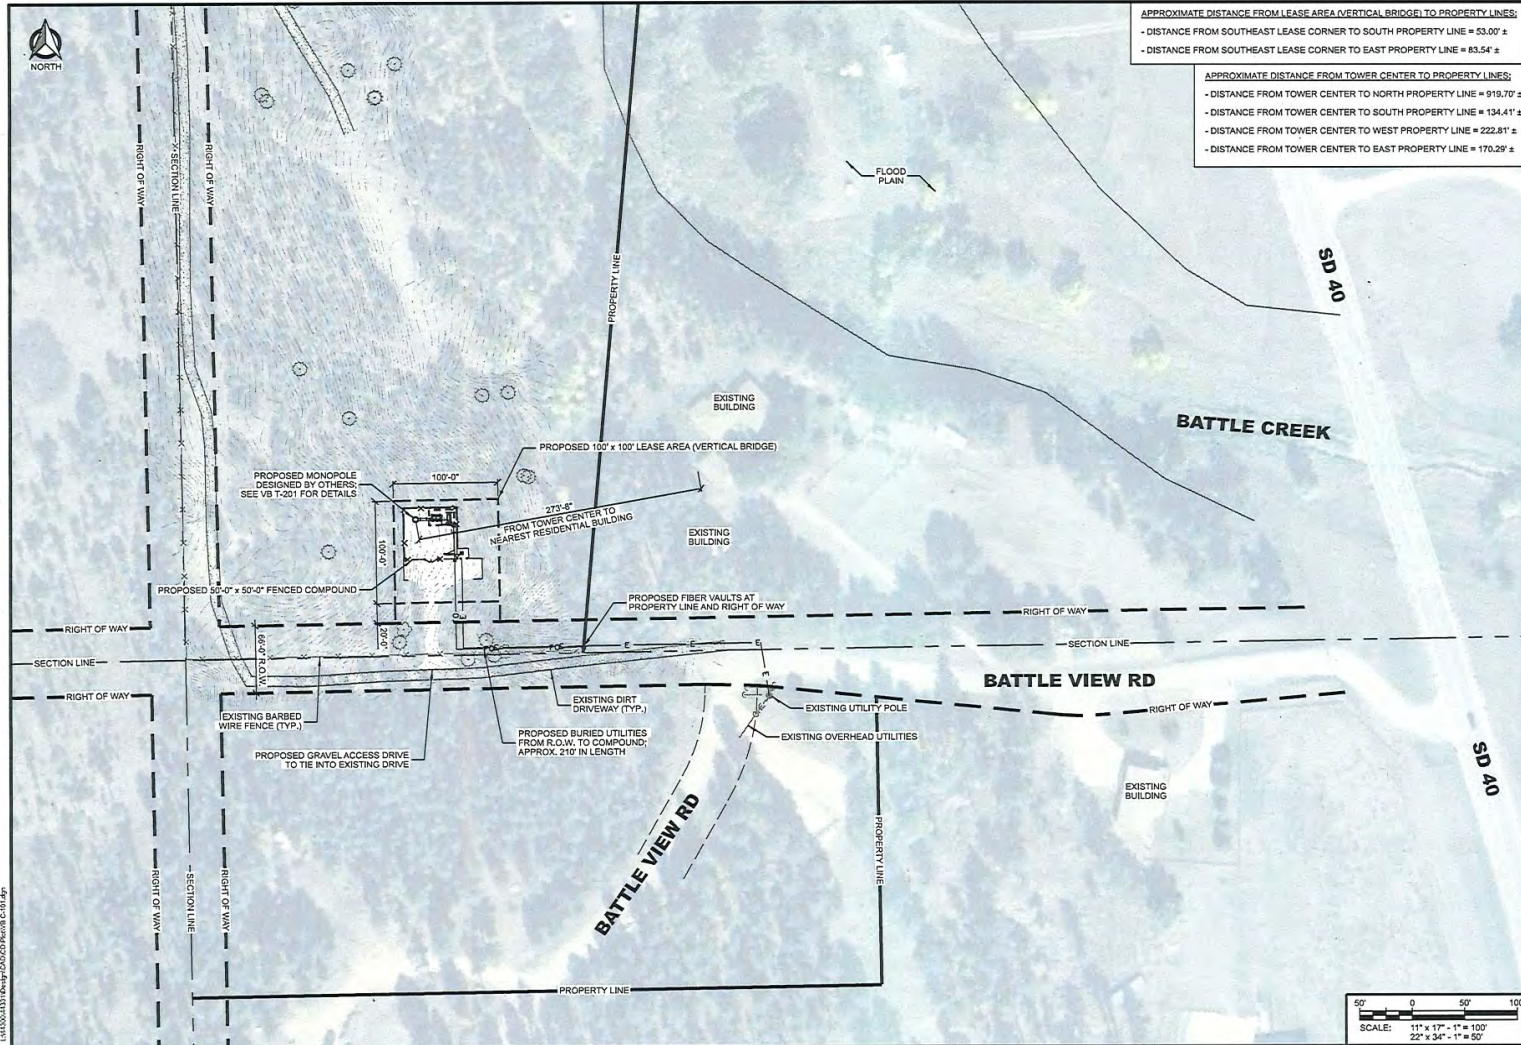 APPROXIMATE DISTANCE FROM LEASE AREA (VERTICAL BRIDGE) TO PROPERTY LINES:
- DISTANCE FROM SOUTHEAST LEASE CORNER TO SOUTH PROPERTY LINE = 53.00' ±
- DISTANCE FROM SOUTHEAST LEASE CORNER TO EAST PROPERTY LINE = 83.54' ±
APPROXIMATE DISTANCE FROM TOWER CENTER TO PROPERTY LINES:
- DISTANCE FROM TOWER CENTER TO NORTH PROPERTY LINE = 919.70' ±
- DISTANCE FROM TOWER CENTER TO SOUTH PROPERTY LINE = 134.41' ±
- DISTANCE FROM TOWER CENTER TO WEST PROPERTY LINE = 222.81' ±
- DISTANCE FROM TOWER CENTER TO EAST PROPERTY LINE = 170.29' ±
NORTH
RIGHT OF WAY
SECTION LINE
RIGHT OF WAY
FLOOD
PLAIN
PROPERTY LINE
SD 40
EXISTING
BUILDING
BATTLE CREEK
PROPOSED 100' x 100' LEASE AREA (VERTICAL BRIDGE)
PROPOSED MONOPOLE
DESIGNED BY OTHERS;
SEE VB T-201 FOR DETAILS
100'-0"
273'-6"
FROM TOWER CENTER TO
NEAREST RESIDENTIAL BUILDING
EXISTING
BUILDING
100'-0"
PROPOSED 50'-0" x 50'-0" FENCED COMPOUND
PROPOSED FIBER VAULTS AT
PROPERTY LINE AND RIGHT OF WAY
RIGHT OF WAY
RIGHT OF WAY
20'-0"
66'-0" R.O.W.
SECTION LINE
SECTION LINE
E
E
E
E
E
BATTLE VIEW RD
RIGHT OF WAY
RIGHT OF WAY
EXISTING BARBED
WIRE FENCE (TYP.)
EXISTING DIRT
DRIVEWAY (TYP.)
EXISTING UTILITY POLE
PROPOSED BURIED UTILITIES
FROM R.O.W. TO COMPOUND;
APPROX. 210' IN LENGTH
EXISTING OVERHEAD UTILITIES
PROPOSED GRAVEL ACCESS DRIVE
TO TIE INTO EXISTING DRIVE
SD 40
EXISTING
BUILDING
BATTLE VIEW RD
PROPERTY LINE
RIGHT OF WAY
SECTION LINE
RIGHT OF WAY
PROPERTY LINE
50' 0 50' 100
SCALE: 11" x 17" - 1" = 100'
22" x 34" - 1" = 50'